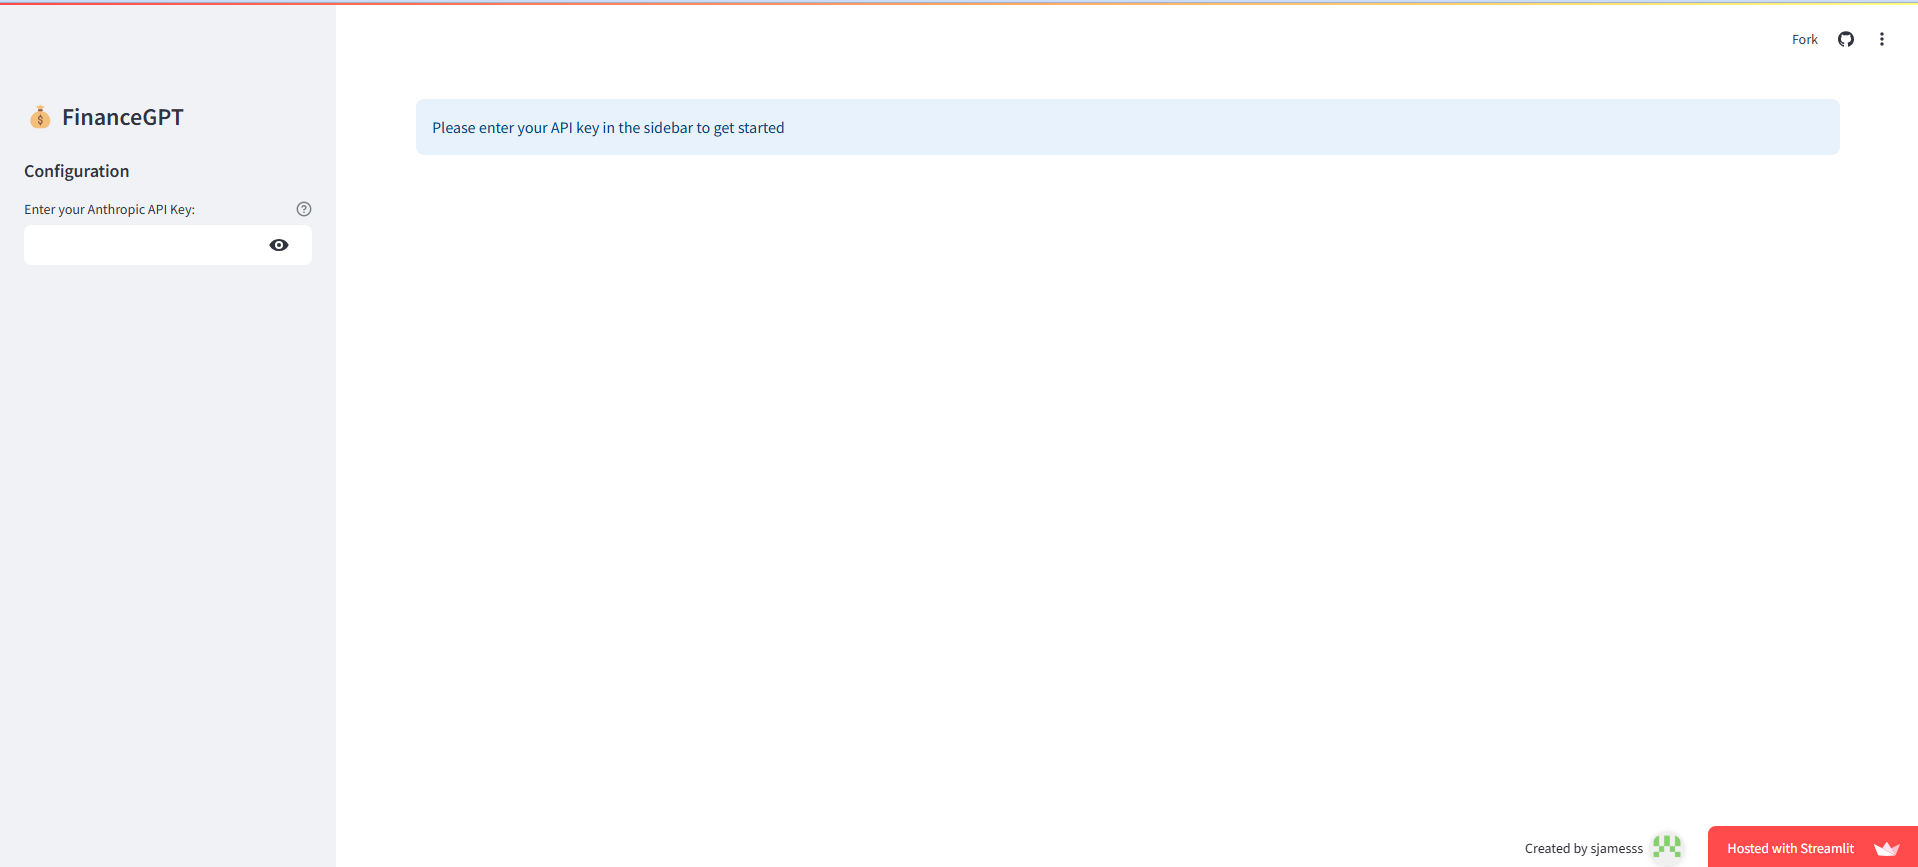 Fork
FinanceGPT
Configuration
Enter your Anthropic API Key:
Please enter your API key in the sidebar to get started
Created by sjamesss
Hosted with Streamlit